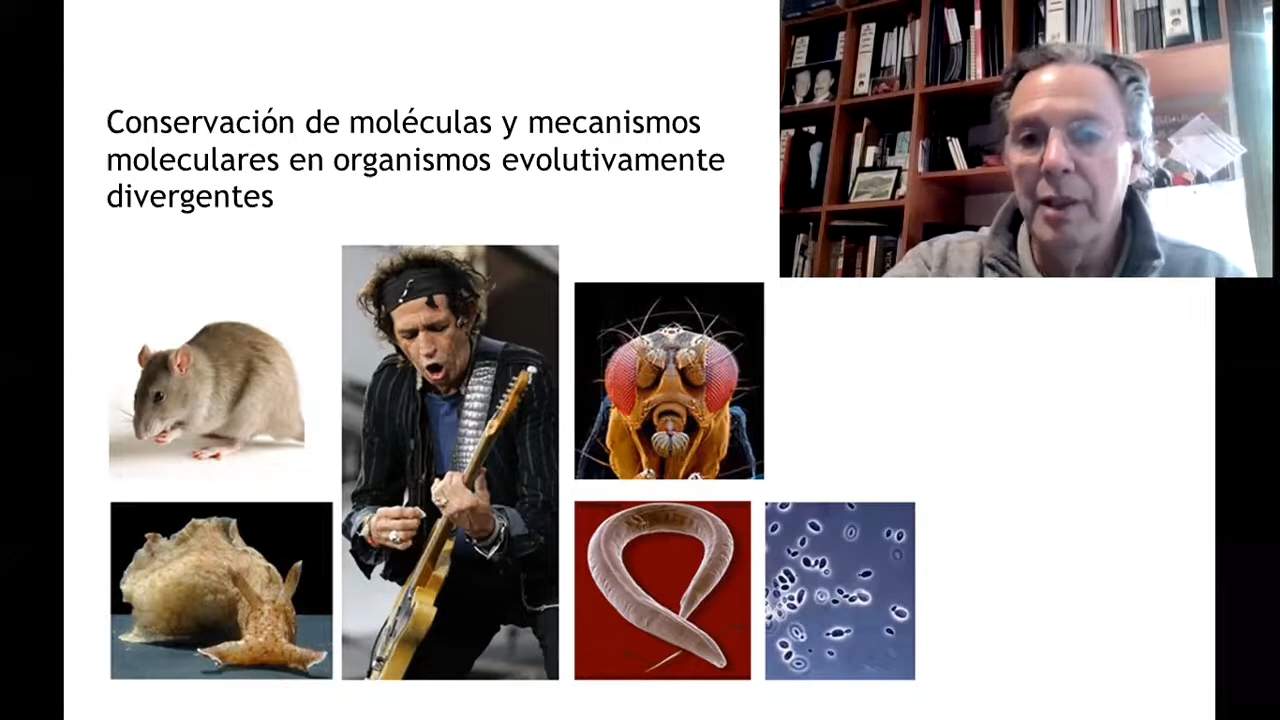 Conservación de moléculas y mecanismos
moleculares en organismos evolutivamente
divergentes